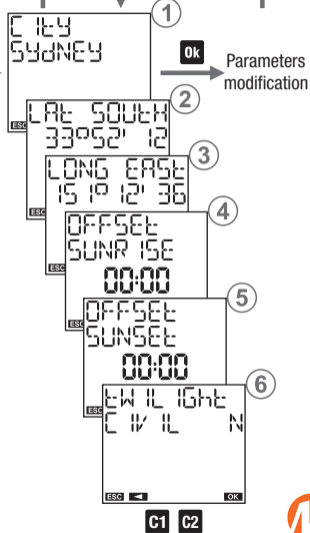 1
CITY
SYDNEY
Ok
Parameters
modification
2
LAT SOUTH
33°52' 12
ESC
3
LONG EAST
151° 12' 36
ESC
4
OFFSET
SUNRISE
00:00
ESC
5
OFFSET
SUNSET
00:00
ESC
6
TWILIGHT
CIVIL N
ESC OK
C1 C2